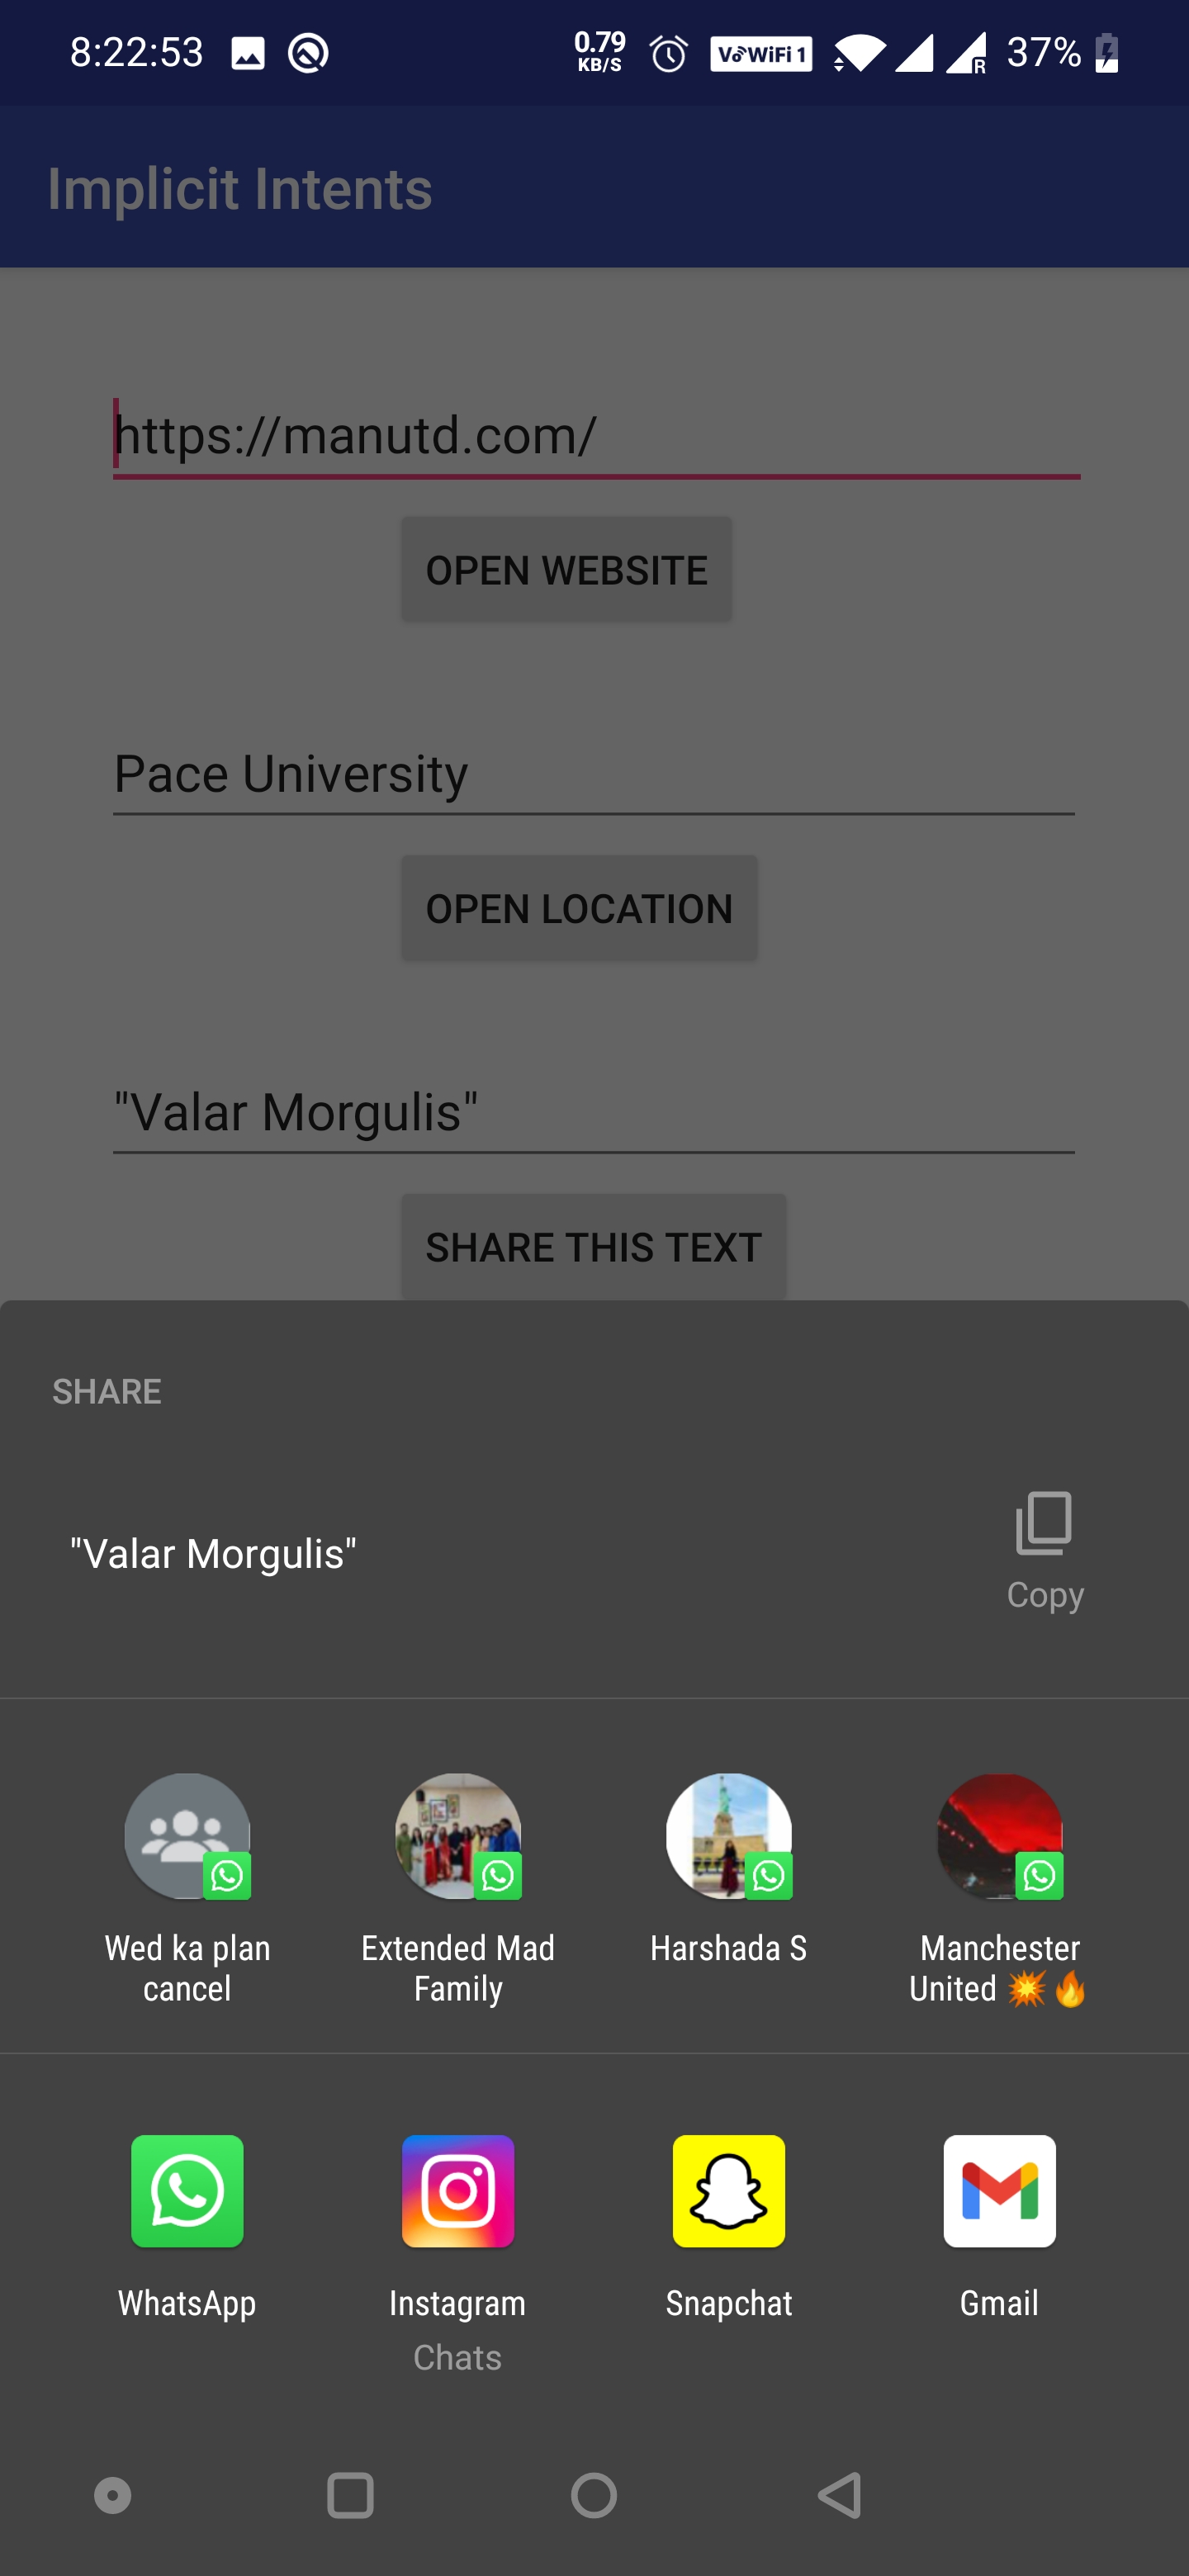 8:22:53 0.79 KB/S VoWiFi 1 R 37%
Implicit Intents
https://manutd.com/
OPEN WEBSITE
Pace University
OPEN LOCATION
"Valar Morgulis"
SHARE THIS TEXT
SHARE
"Valar Morgulis"
Copy
Wed ka plan cancel
Extended Mad Family
Harshada S
Manchester United 💥🔥
WhatsApp
Instagram
Chats
Snapchat
Gmail